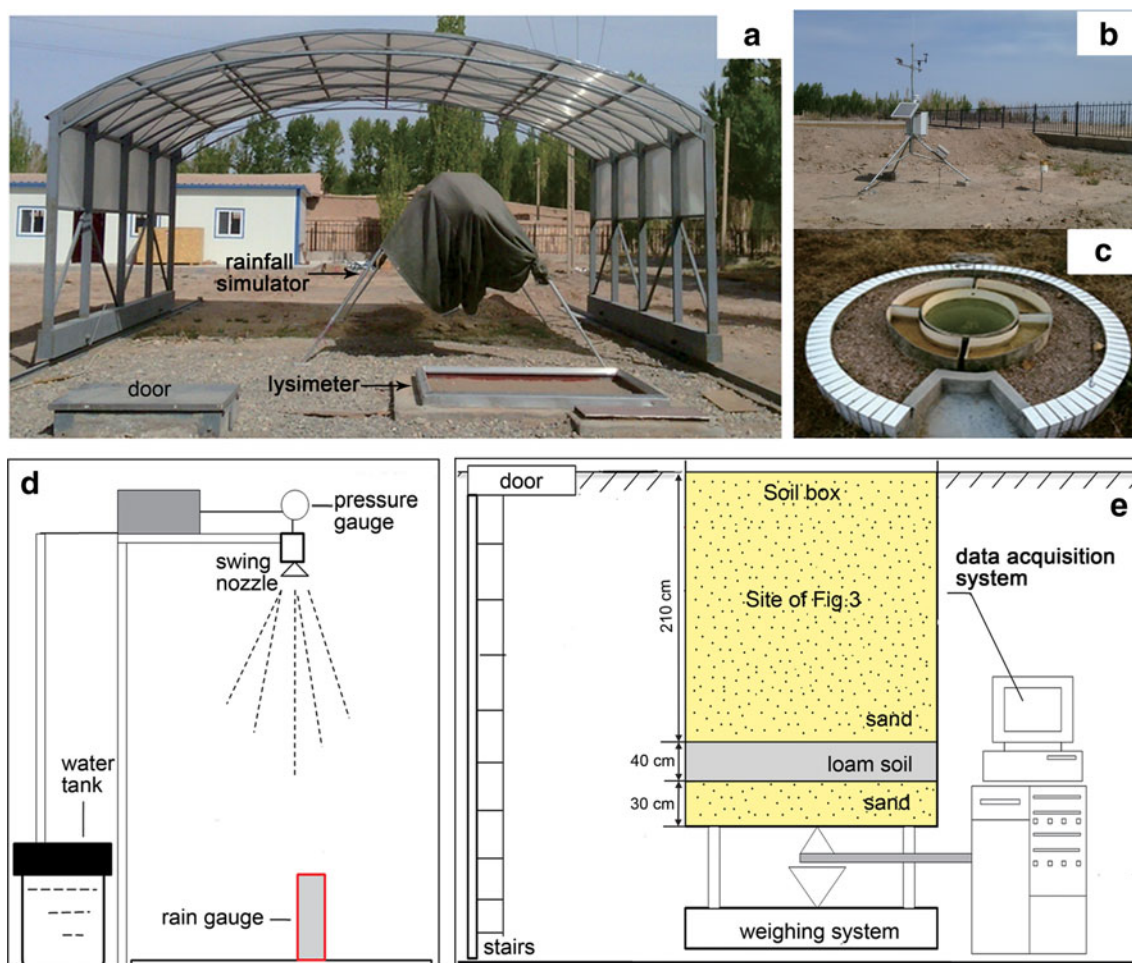 a
rainfall
simulator
door
lysimeter
b
c
d
pressure
gauge
swing
nozzle
water
tank
rain gauge
door
Soil box
e
data acquisition
system
210 cm
Site of Fig 3
sand
40 cm
loam soil
30 cm
sand
weighing system
stairs